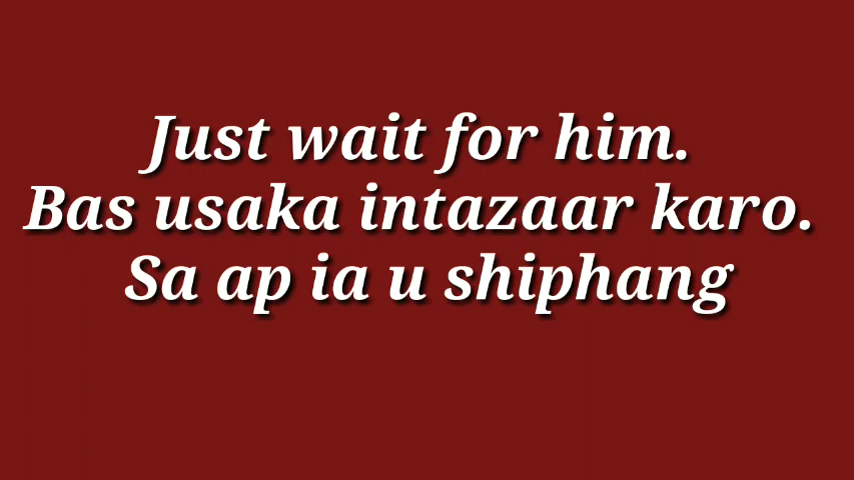 Just wait for him.
Bas usaka intazaar karo.
Sa ap ia u shiphang